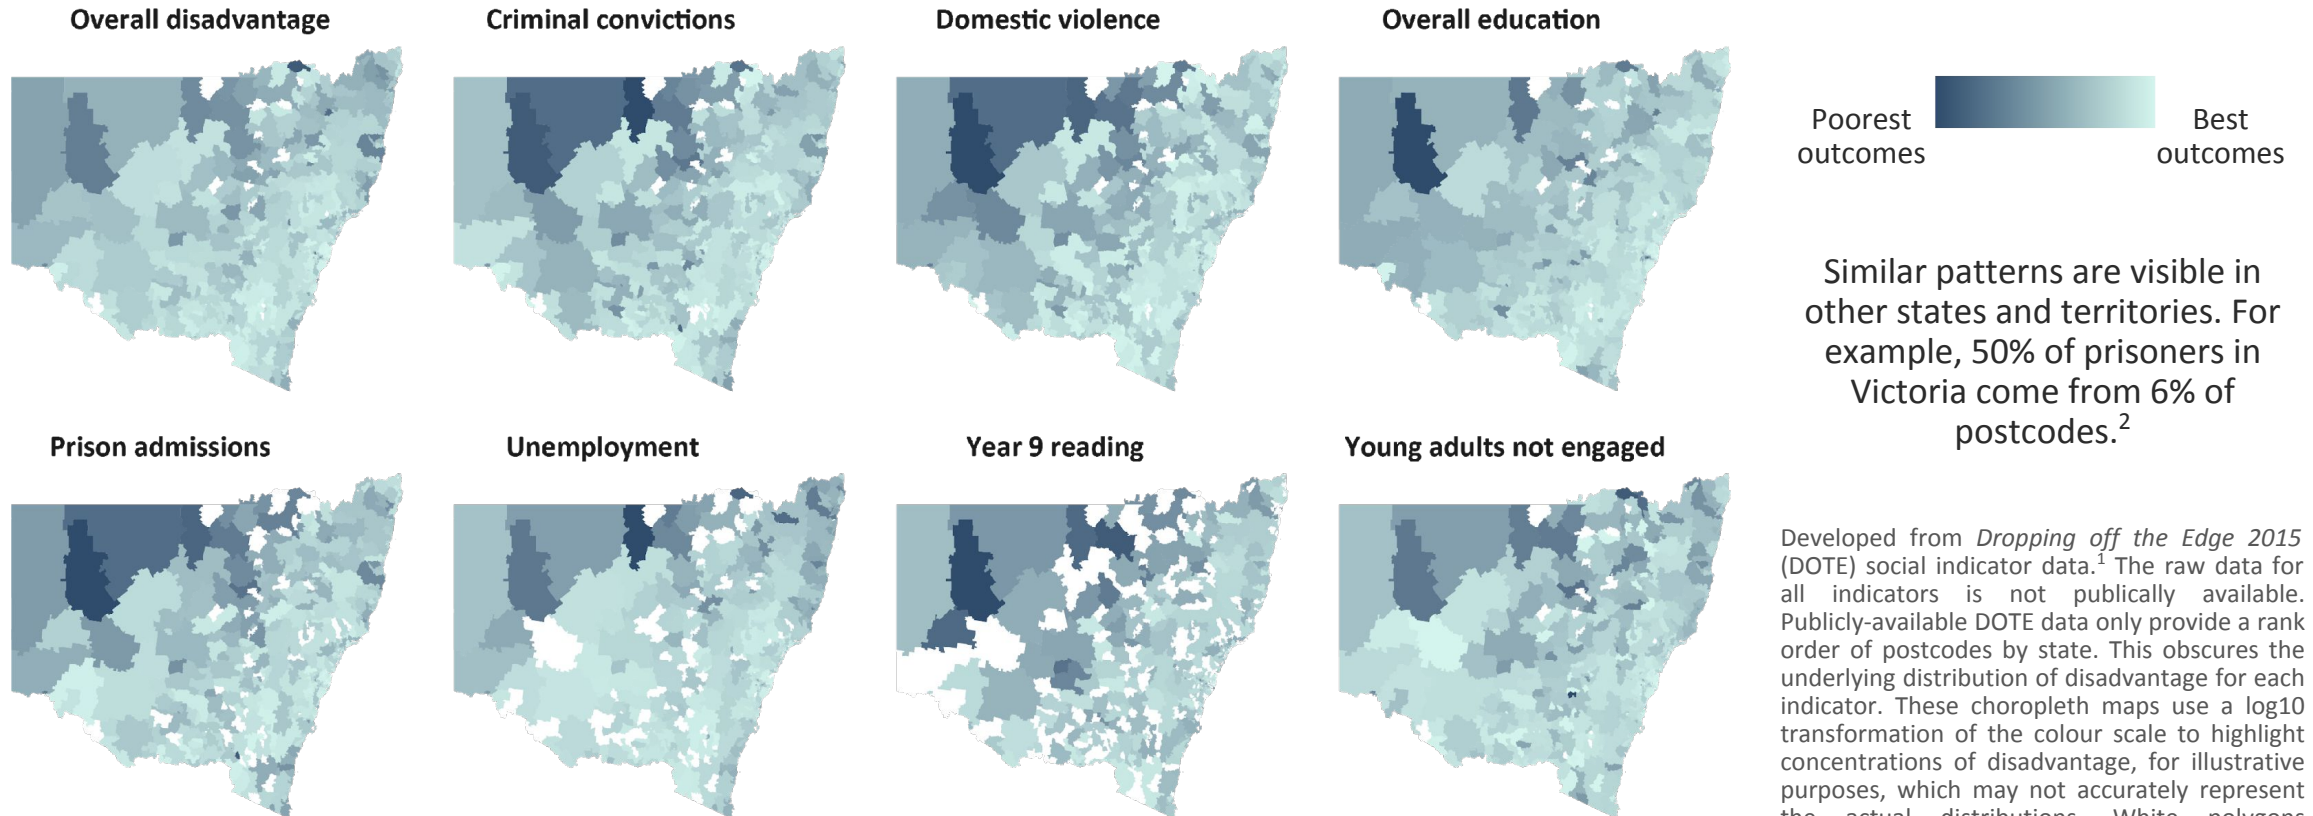 Overall disadvantage
Criminal convictions
Domestic violence
Overall education
Poorest outcomes
Best outcomes
Similar patterns are visible in
other states and territories. For
example, 50% of prisoners in
Victoria come from 6% of
postcodes.2
Prison admissions
Unemployment
Year 9 reading
Young adults not engaged
Developed from Dropping off the Edge 2015
(DOTE) social indicator data.1 The raw data for
all indicators is not publically available.
Publicly-available DOTE data only provide a rank
order of postcodes by state. This obscures the
underlying distribution of disadvantage for each
indicator. These choropleth maps use a log10
transformation of the colour scale to highlight
concentrations of disadvantage, for illustrative
purposes, which may not accurately represent
the actual distributions. White polygons